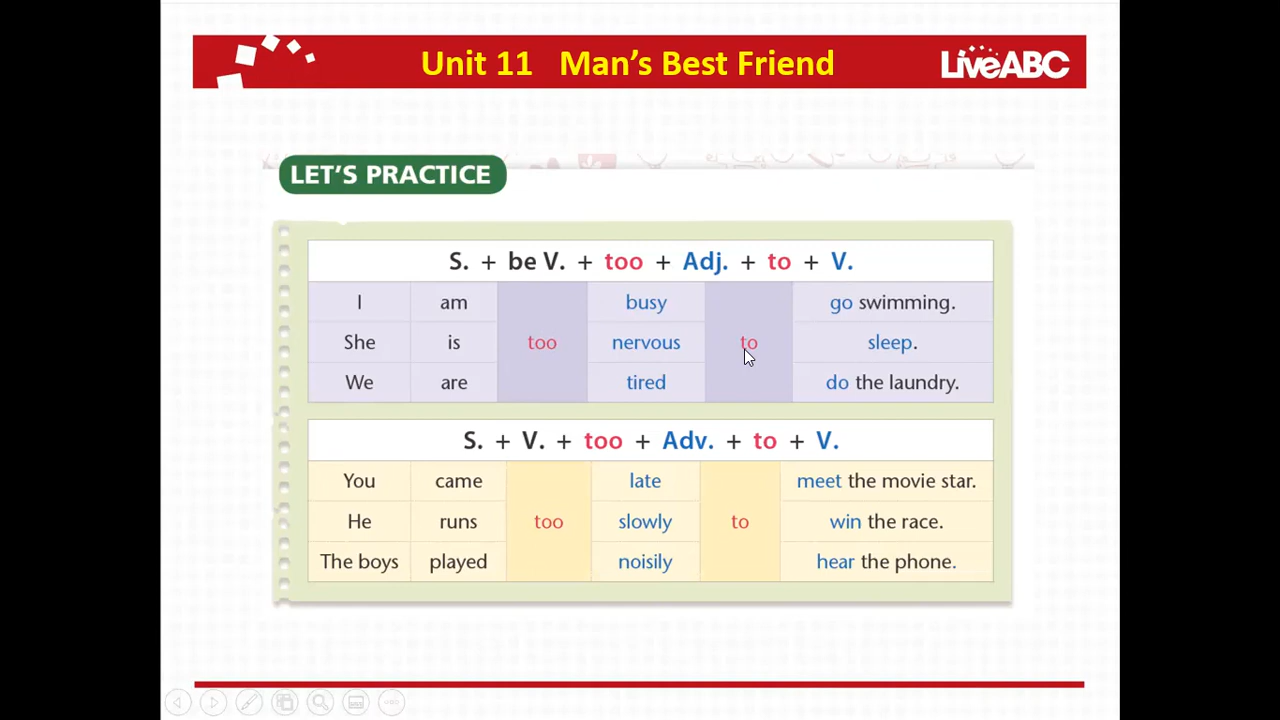 Unit 11 Man's Best Friend
LiveABC
LET'S PRACTICE
S. + be V. + too + Adj. + to + V.
I am busy go swimming.
She is too nervous to sleep.
We are tired do the laundry.
S. + V. + too + Adv. + to + V.
You came late meet the movie star.
He runs too slowly to win the race.
The boys played noisily hear the phone.